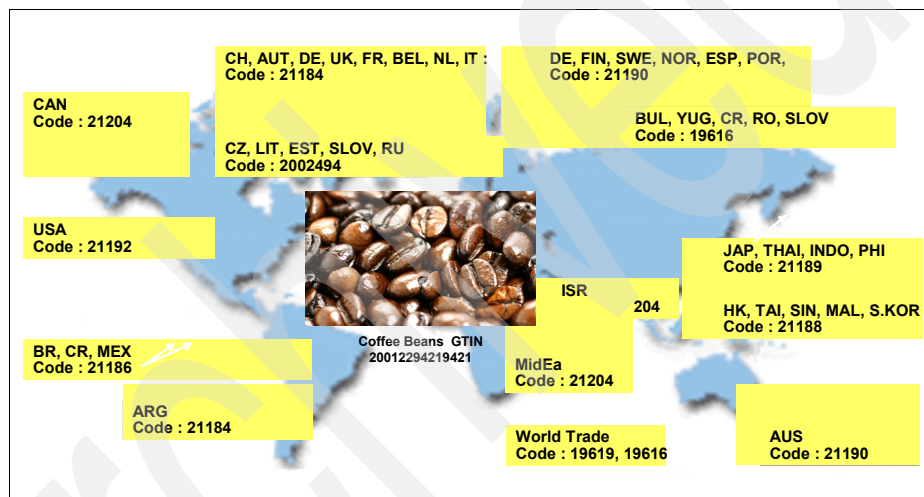 CH, AUT, DE, UK, FR, BEL, NL, IT :
Code : 21184
DE, FIN, SWE, NOR, ESP, POR,
Code : 21190
CAN
Code : 21204
BUL, YUG, CR, RO, SLOV
Code : 19616
CZ, LIT, EST, SLOV, RU
Code : 2002494
USA
Code : 21192
JAP, THAI, INDO, PHI
Code : 21189
ISR
204
HK, TAI, SIN, MAL, S.KOR
Code : 21188
Coffee Beans GTIN
20012294219421
BR, CR, MEX
Code : 21186
MidEa
Code : 21204
ARG
Code : 21184
World Trade
Code : 19619, 19616
AUS
Code : 21190